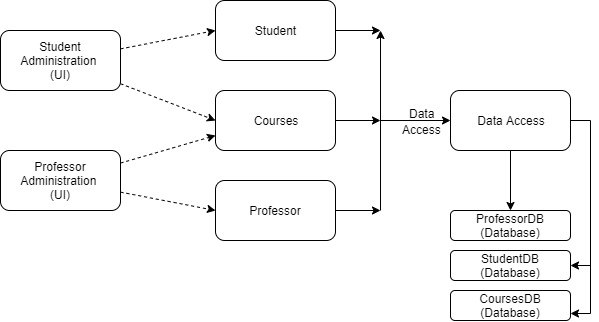 Student
Administration
(UI)
Student
Professor
Administration
(UI)
Courses
Professor
Data
Access
Data Access
ProfessorDB
(Database)
StudentDB
(Database)
CoursesDB
(Database)